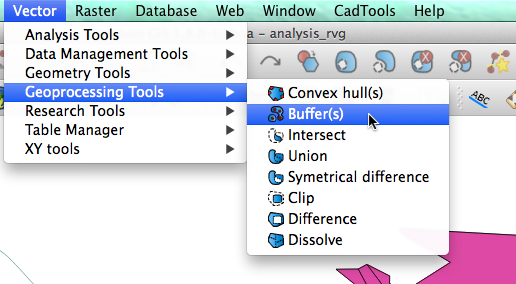 Vector Raster Database Web Window CadTools Help
a - analysis_rvg
Analysis Tools
Data Management Tools
Geometry Tools
Geoprocessing Tools
Research Tools
Table Manager
XY tools
Convex hull(s)
Buffer(s)
Intersect
Union
Symetrical difference
Clip
Difference
Dissolve
ABC